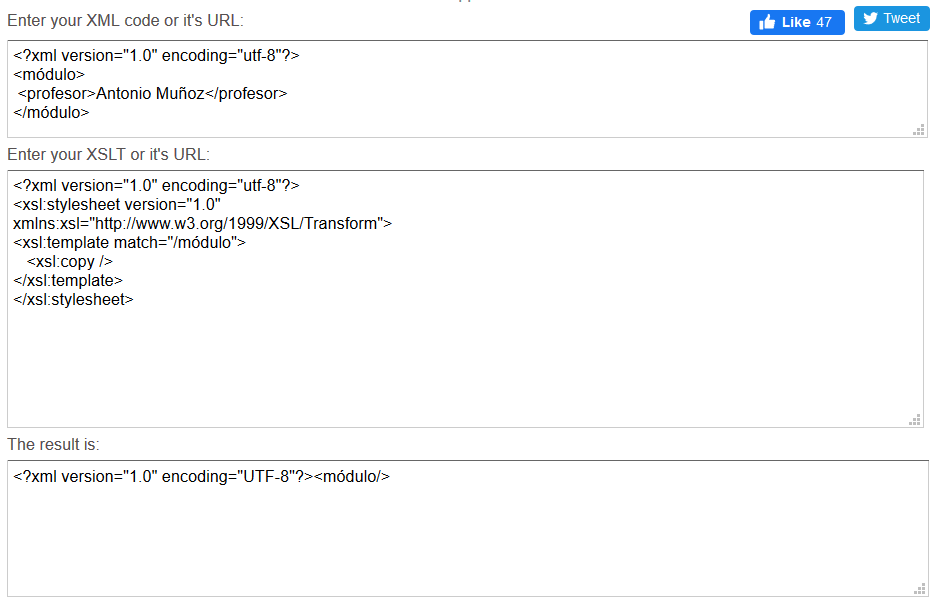 Enter your XML code or it's URL:
Like 47
Tweet
<?xml version="1.0" encoding="utf-8"?>
<módulo>
<profesor>Antonio Muñoz</profesor>
</módulo>
Enter your XSLT or it's URL:
<?xml version="1.0" encoding="utf-8"?>
<xsl:stylesheet version="1.0"
xmlns:xsl="http://www.w3.org/1999/XSL/Transform">
<xsl:template match="/módulo">
<xsl:copy />
</xsl:template>
</xsl:stylesheet>
The result is:
<?xml version="1.0" encoding="UTF-8"?><módulo/>